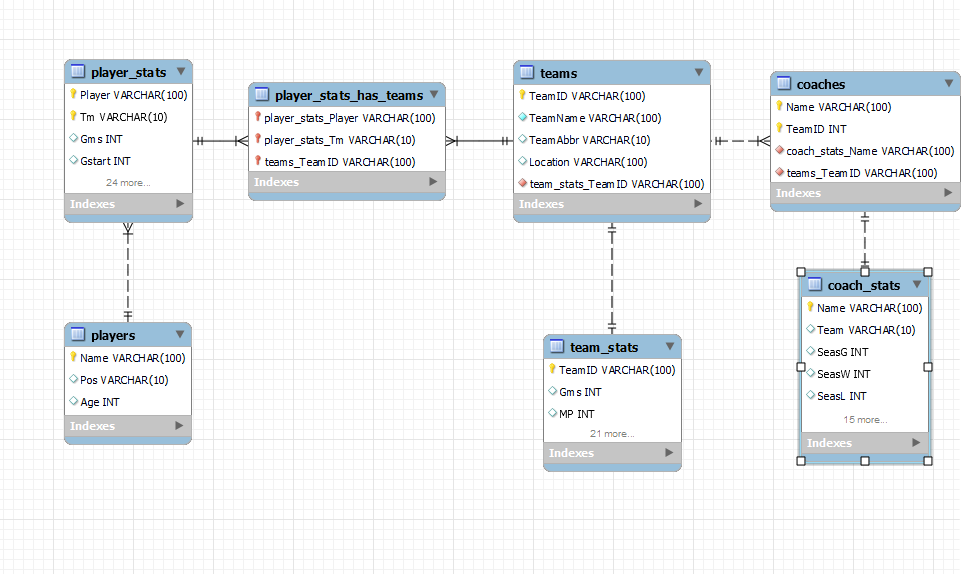 player_stats
Player VARCHAR(100)
Tm VARCHAR(10)
Gms INT
Gstart INT
24 more...
Indexes
player_stats_has_teams
player_stats_Player VARCHAR(100)
player_stats_Tm VARCHAR(10)
teams_TeamID VARCHAR(100)
Indexes
teams
TeamID VARCHAR(100)
TeamName VARCHAR(100)
TeamAbbr VARCHAR(10)
Location VARCHAR(100)
team_stats_TeamID VARCHAR(100)
Indexes
coaches
Name VARCHAR(100)
TeamID INT
coach_stats_Name VARCHAR(100)
teams_TeamID VARCHAR(100)
Indexes
players
Name VARCHAR(100)
Pos VARCHAR(10)
Age INT
Indexes
team_stats
TeamID VARCHAR(100)
Gms INT
MP INT
21 more...
Indexes
coach_stats
Name VARCHAR(100)
Team VARCHAR(10)
SeasG INT
SeasW INT
SeasL INT
15 more...
Indexes